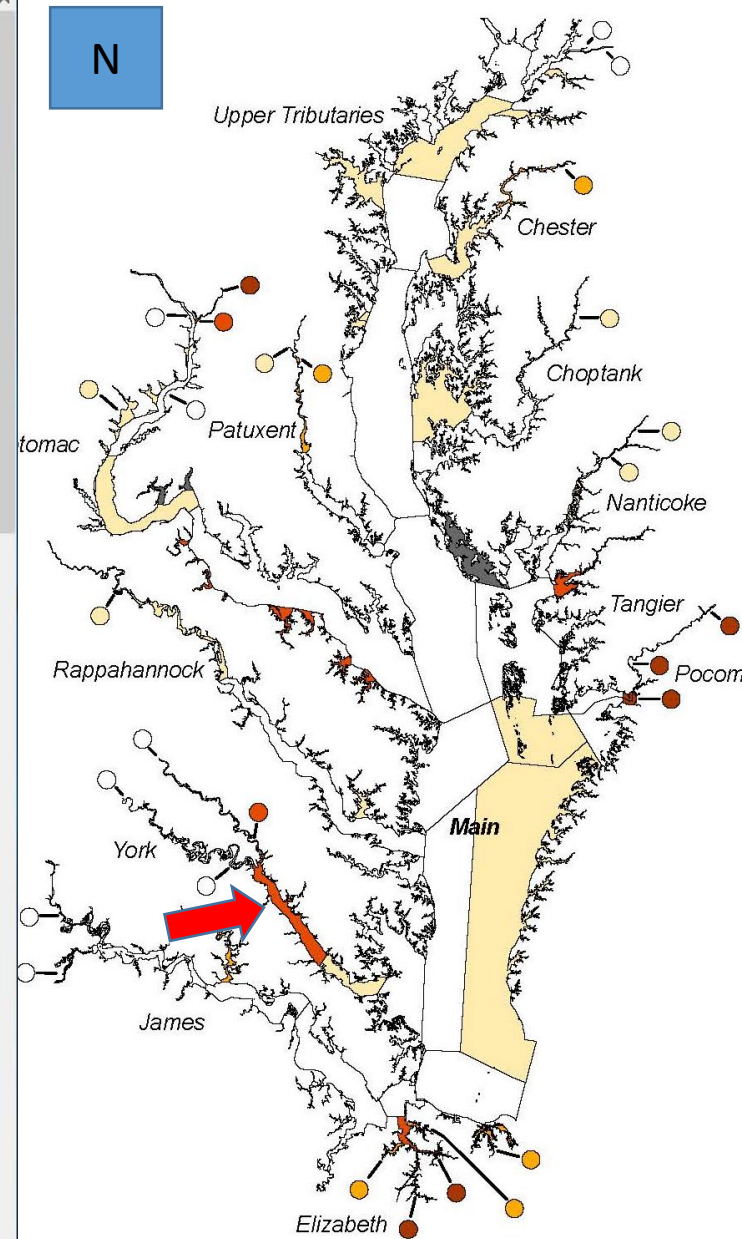 N
Upper Tributaries
Chester
Choptank
Patuxent
tomac
Nanticoke
Tangier
Rappahannock
Pocom
Main
York
James
Elizabeth